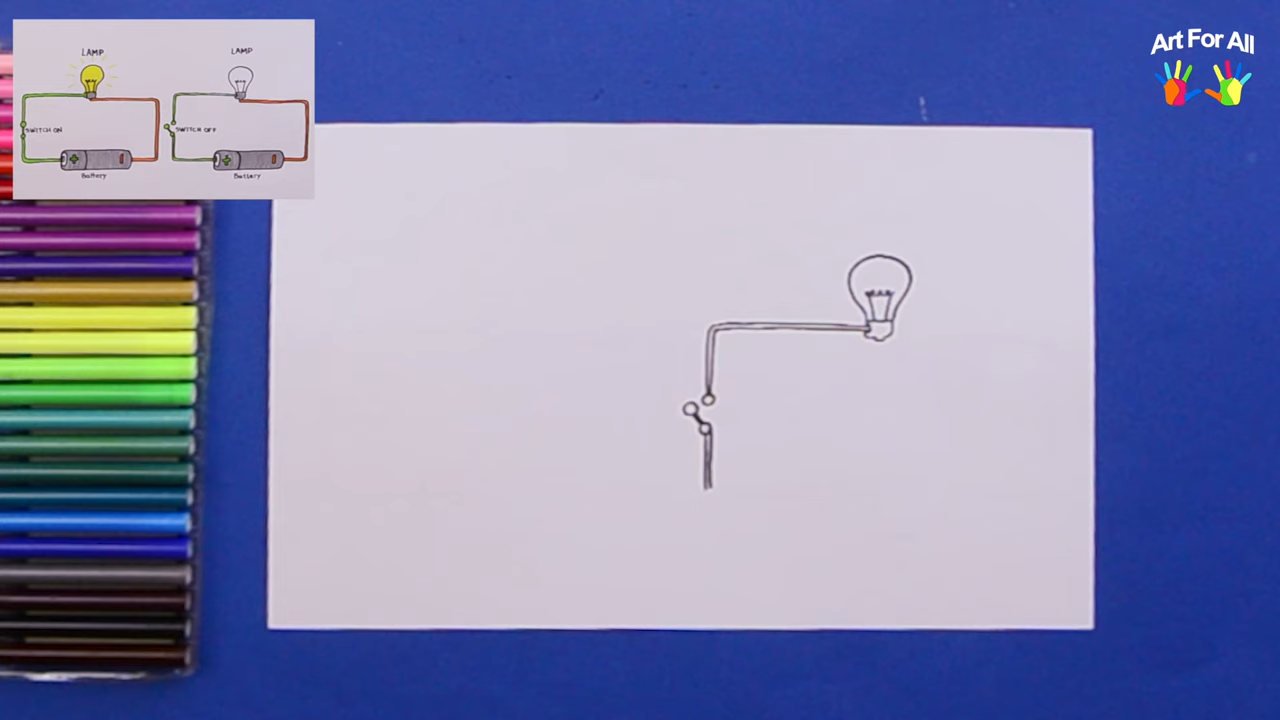 LAMP
LAMP
SWITCH ON
SWITCH OFF
Battery
Battery
Art For All